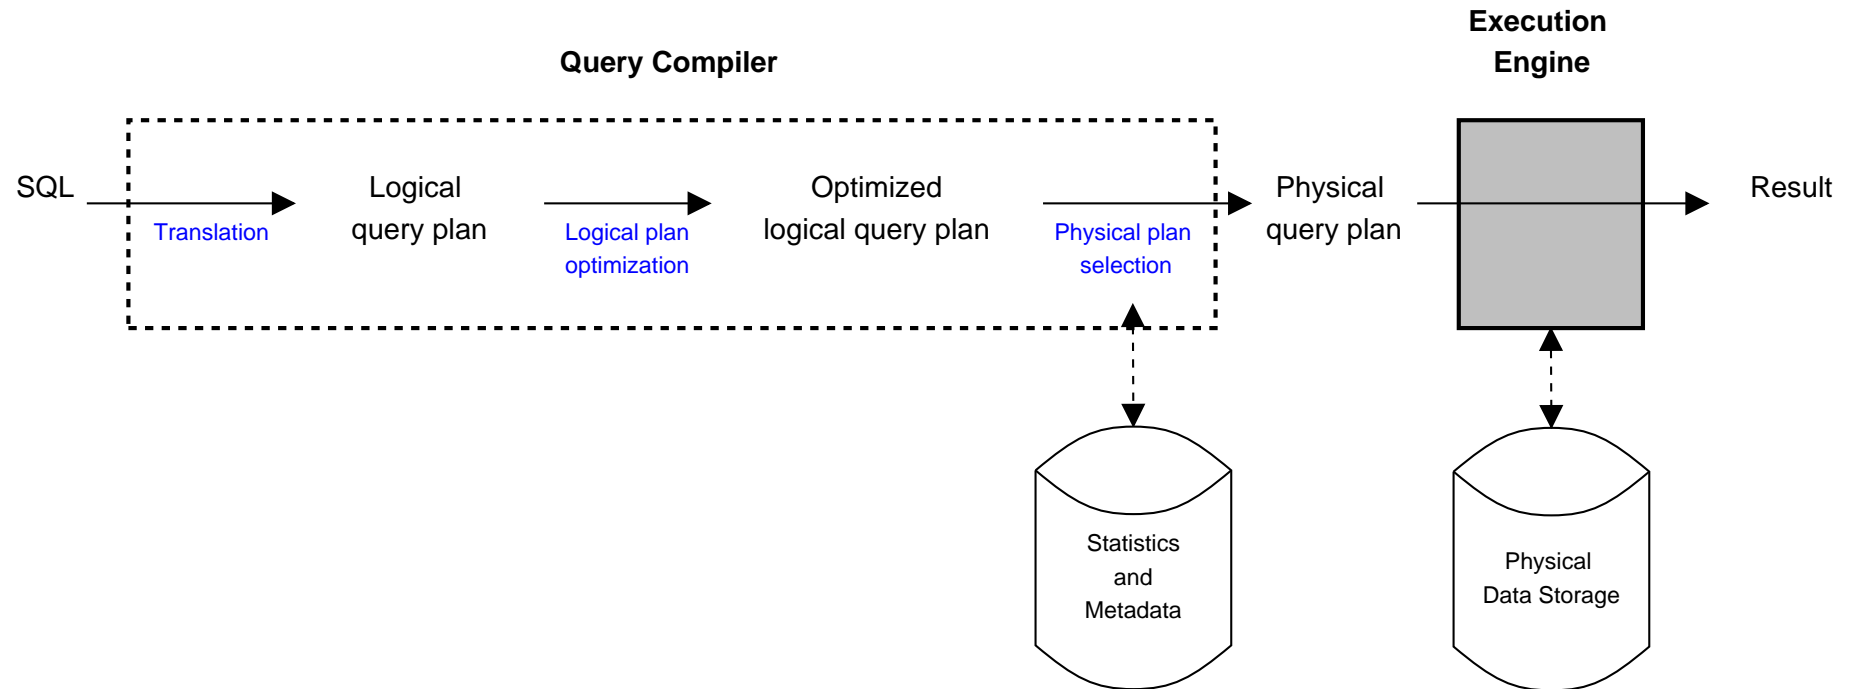 Execution
Engine
Query Compiler
SQL
Translation
Logical
query plan
Logical plan
optimization
Optimized
logical query plan
Physical plan
selection
Physical
query plan
Result
Statistics
and
Metadata
Physical
Data Storage